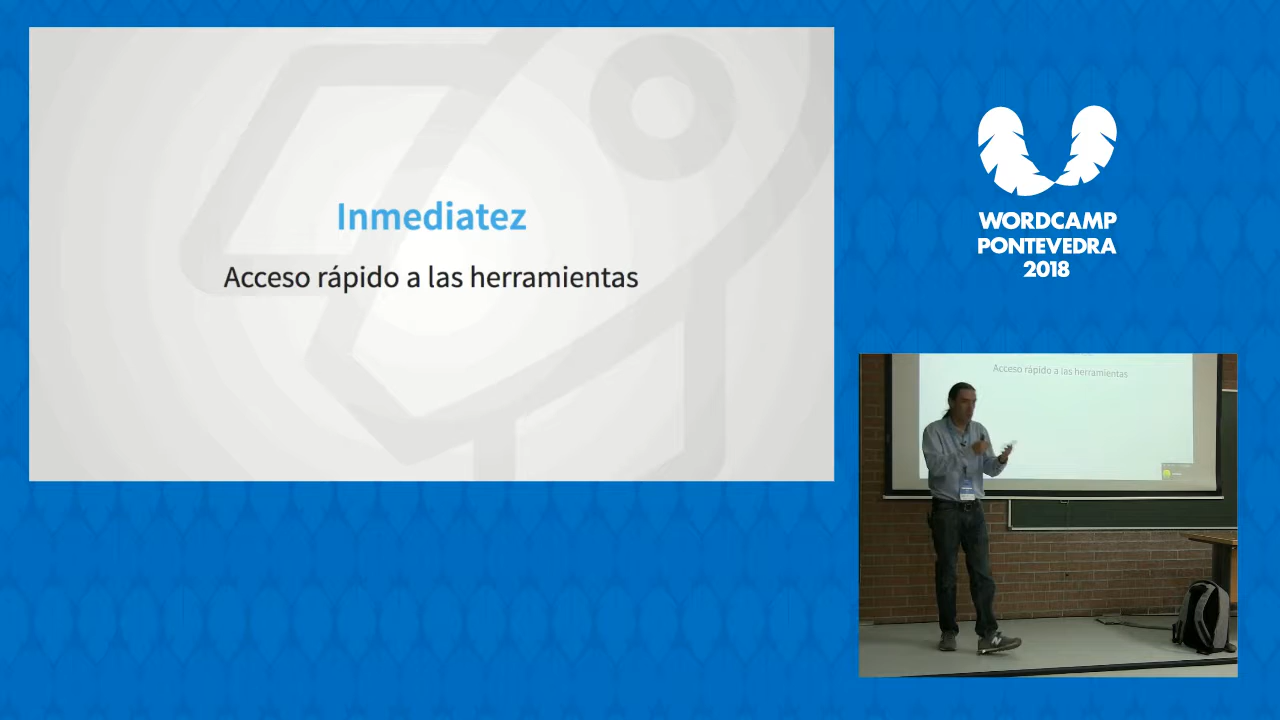 Inmediatez
Acceso rápido a las herramientas
WORDCAMP
PONTEVEDRA
2018
Acceso rápido a las herramientas